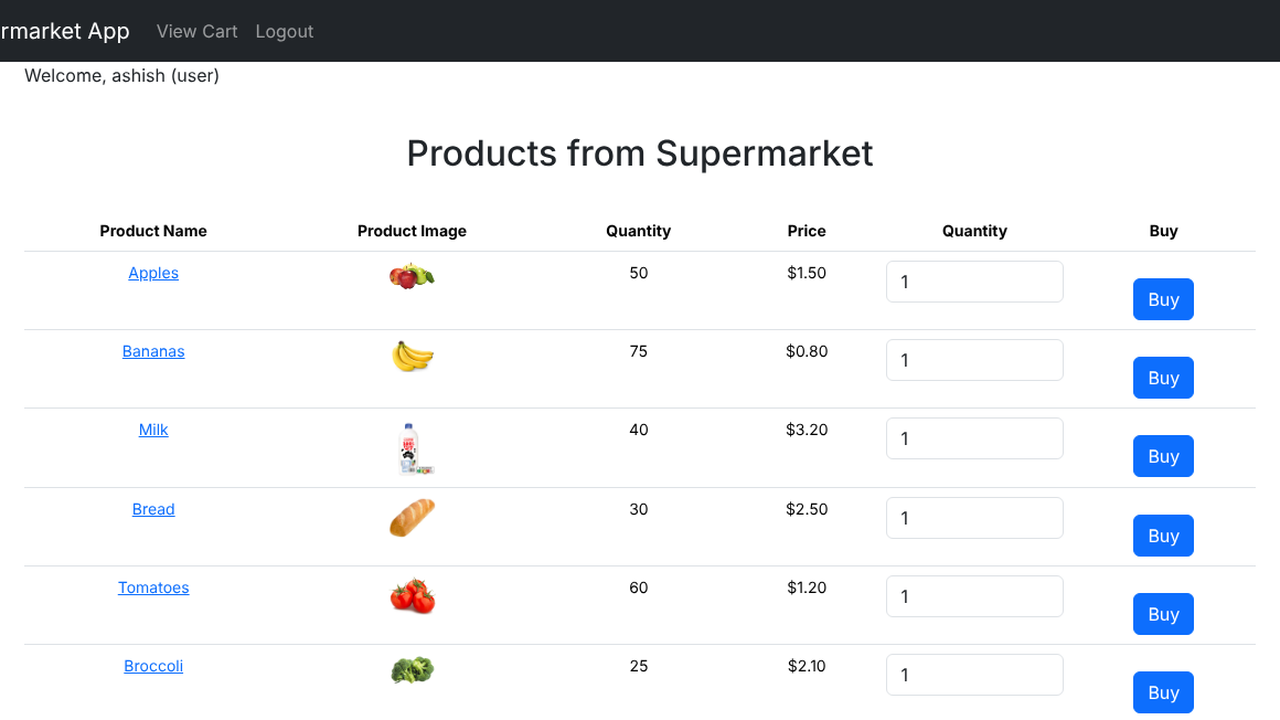 rmarket App View Cart Logout
Welcome, ashish (user)
Products from Supermarket
Product Name Product Image Quantity Price Quantity Buy
Apples 50 $1.50 1 Buy
Bananas 75 $0.80 1 Buy
Milk 40 $3.20 1 Buy
Bread 30 $2.50 1 Buy
Tomatoes 60 $1.20 1 Buy
Broccoli 25 $2.10 1 Buy